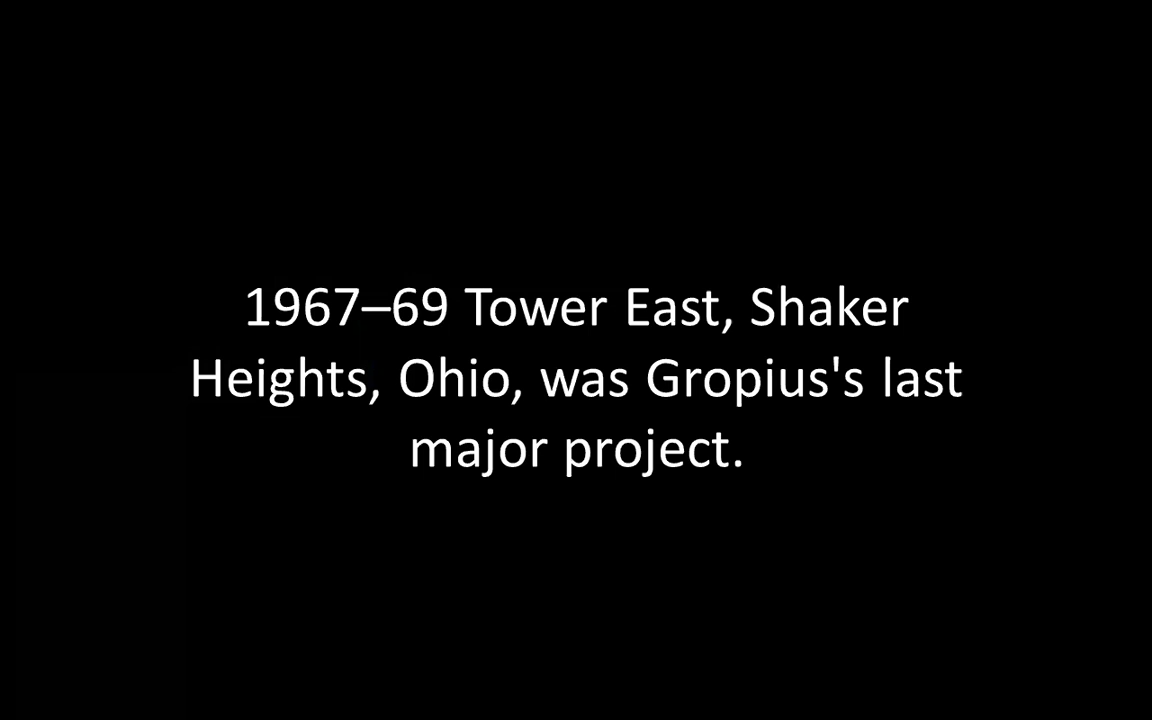 1967–69 Tower East, Shaker
Heights, Ohio, was Gropius's last
major project.